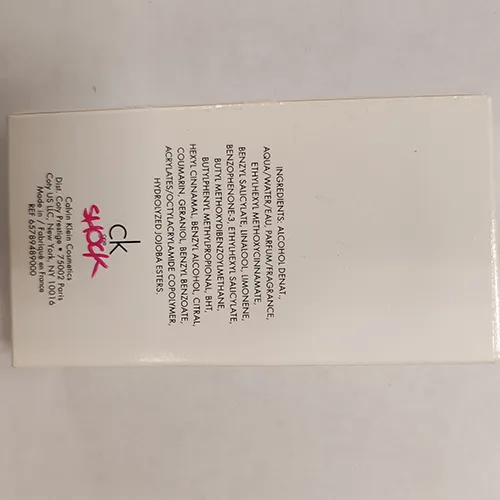 INGREDIENTS: ALCOHOL DENAT.,
AQUA/WATER/EAU, PARFUM/FRAGRANCE,
ETHYLHEXYL METHOXYCINNAMATE,
BENZYL SALICYLATE, LINALOOL, LIMONENE,
BENZOPHENONE-3, ETHYLHEXYL SALICYLATE,
BUTYL METHOXYDIBENZOYLMETHANE,
BUTYLPHENYL METHYLPROPIONAL, BHT,
HEXYL CINNAMAL, BENZYL ALCOHOL, CITRAL,
COUMARIN, GERANIOL, BENZYL BENZOATE,
ACRYLATES/OCTYLACRYLAMIDE COPOLYMER,
HYDROLYZED JOJOBA ESTERS.
ck
one
SHOCK
Calvin Klein Cosmetics
Dist. Coty Prestige • 75002 Paris
Coty US LLC, New York, NY 10016
Made in / Fabriqué en France
REF 65789489000